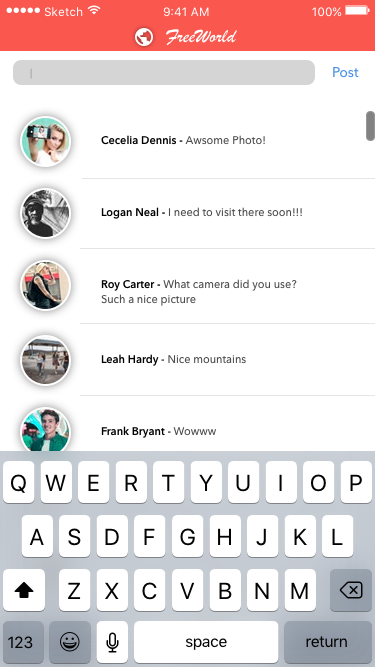 Sketch 9:41 AM 100%
FreeWorld
Post
Cecelia Dennis - Awsome Photo!
Logan Neal - I need to visit there soon!!!
Roy Carter - What camera did you use?
Such a nice picture
Leah Hardy - Nice mountains
Frank Bryant - Wowww
Q W E R T Y U I O P
A S D F G H J K L
Z X C V B N M
123 space return